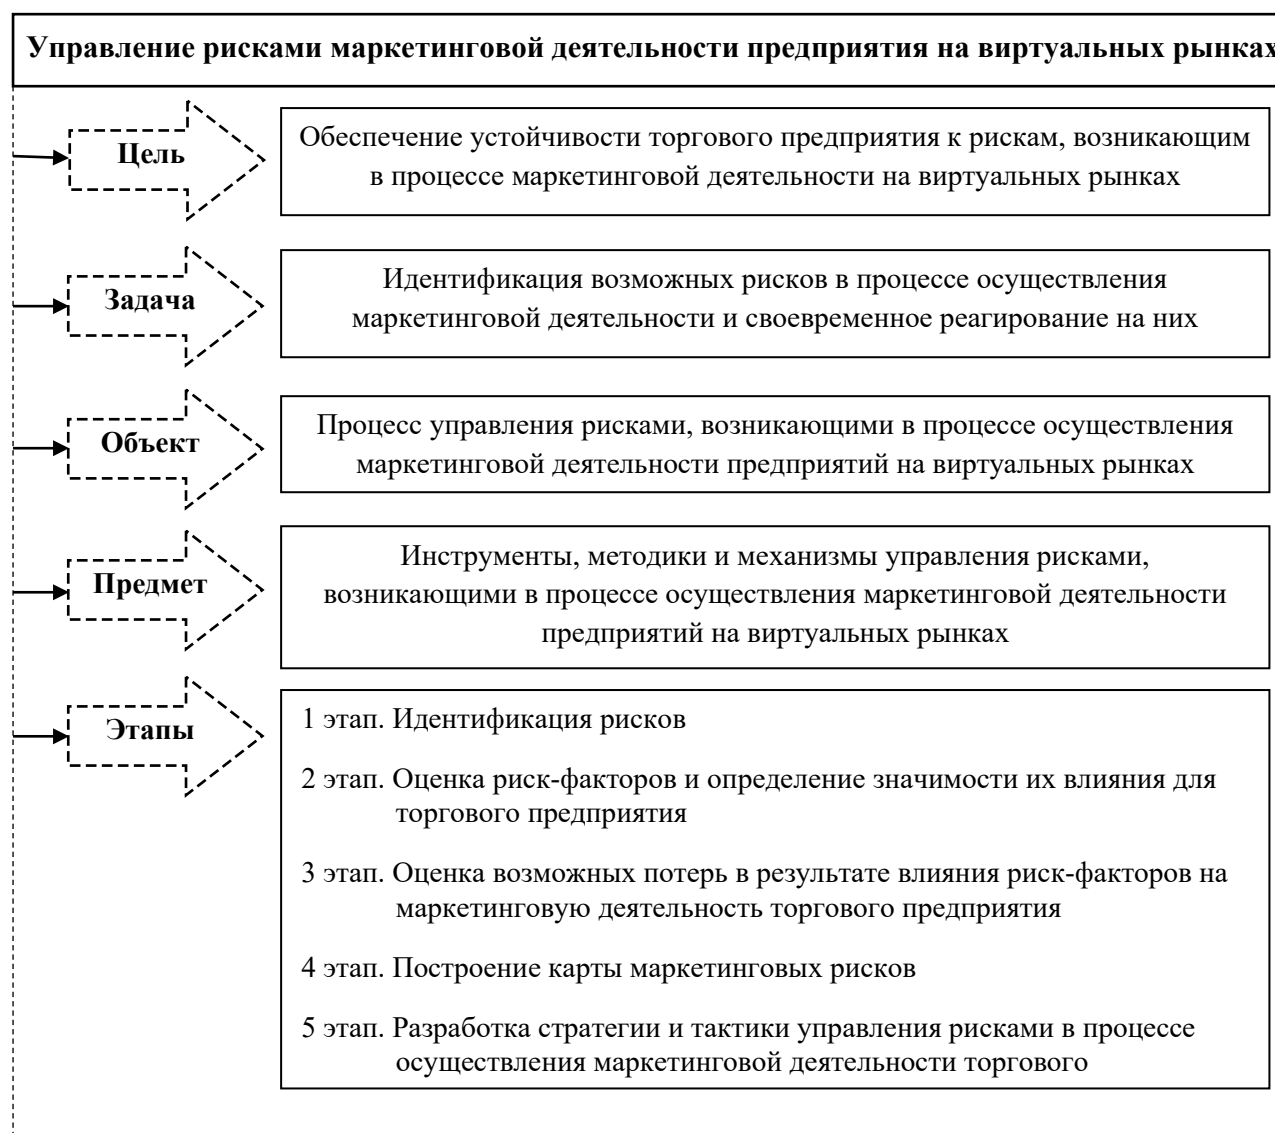 Управление рисками маркетинговой деятельности предприятия на виртуальных рынках
Цель
Обеспечение устойчивости торгового предприятия к рискам, возникающим
в процессе маркетинговой деятельности на виртуальных рынках
Задача
Идентификация возможных рисков в процессе осуществления
маркетинговой деятельности и своевременное реагирование на них
Объект
Процесс управления рисками, возникающими в процессе осуществления
маркетинговой деятельности предприятий на виртуальных рынках
Предмет
Инструменты, методики и механизмы управления рисками,
возникающими в процессе осуществления маркетинговой деятельности
предприятий на виртуальных рынках
Этапы
1 этап. Идентификация рисков
2 этап. Оценка риск-факторов и определение значимости их влияния для
торгового предприятия
3 этап. Оценка возможных потерь в результате влияния риск-факторов на
маркетинговую деятельность торгового предприятия
4 этап. Построение карты маркетинговых рисков
5 этап. Разработка стратегии и тактики управления рисками в процессе
осуществления маркетинговой деятельности торгового